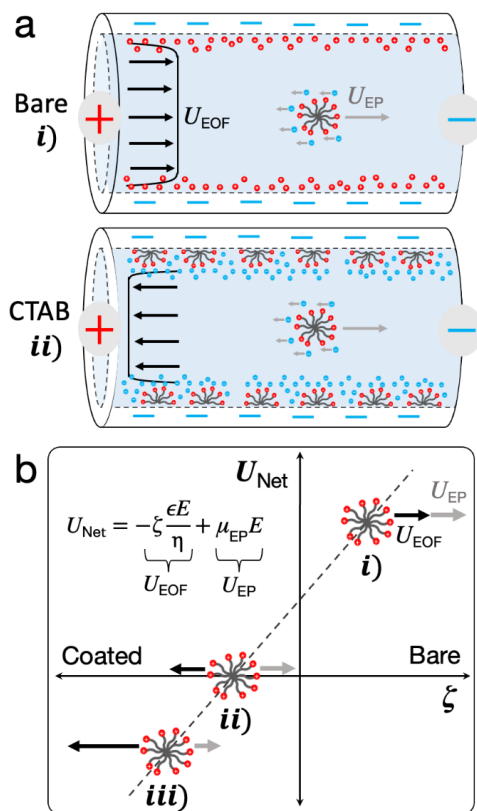 a
Bare
i)
+
U_EOF
U_EP
−
CTAB
ii)
+
−
b
U_Net
U_EP
U_EOF
i)
U_Net = −ζ ϵE/η + μ_EP E
U_EOF U_EP
Coated
Bare
ζ
ii)
iii)